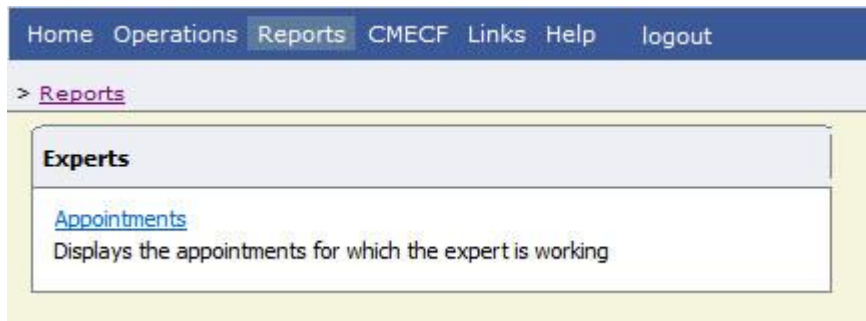 Home Operations Reports CMECF Links Help logout
> Reports
Experts
Appointments
Displays the appointments for which the expert is working